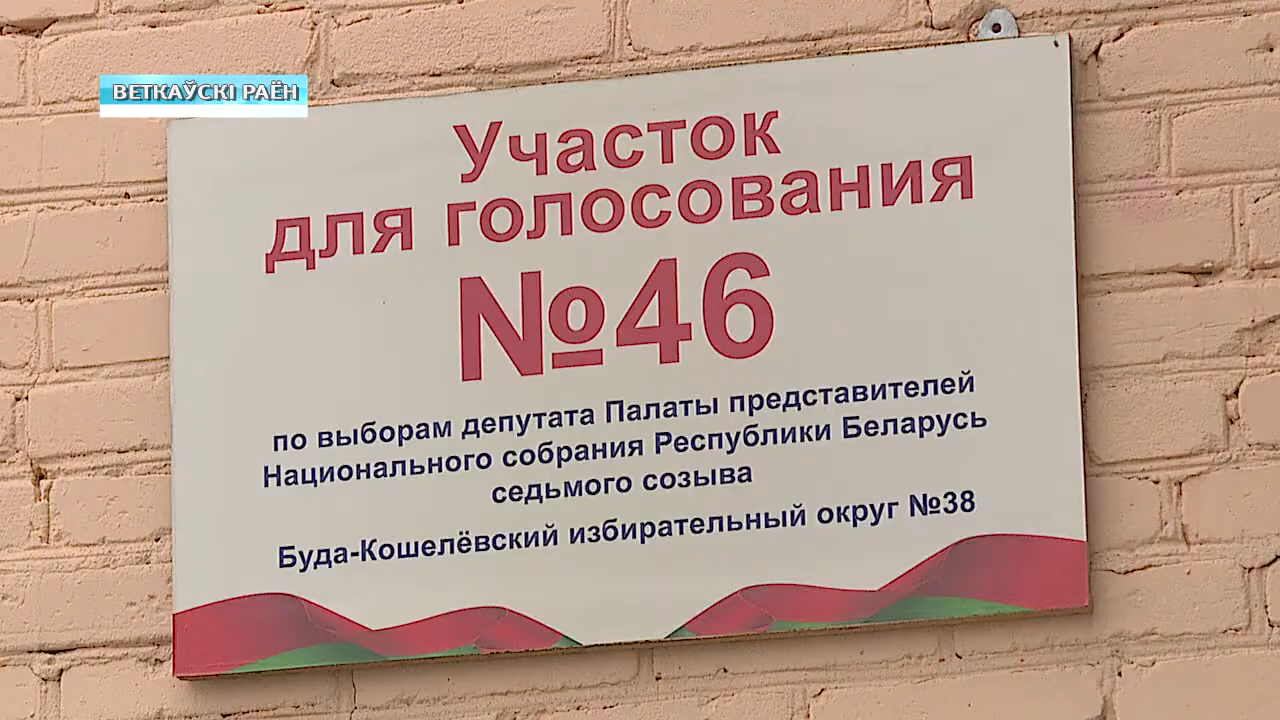 ВЕТКАЎСКІ РАЁН
Участок
для голосования
№46
по выборам депутата Палаты представителей
Национального собрания Республики Беларусь
седьмого созыва
Буда-Кошелёвский избирательный округ №38